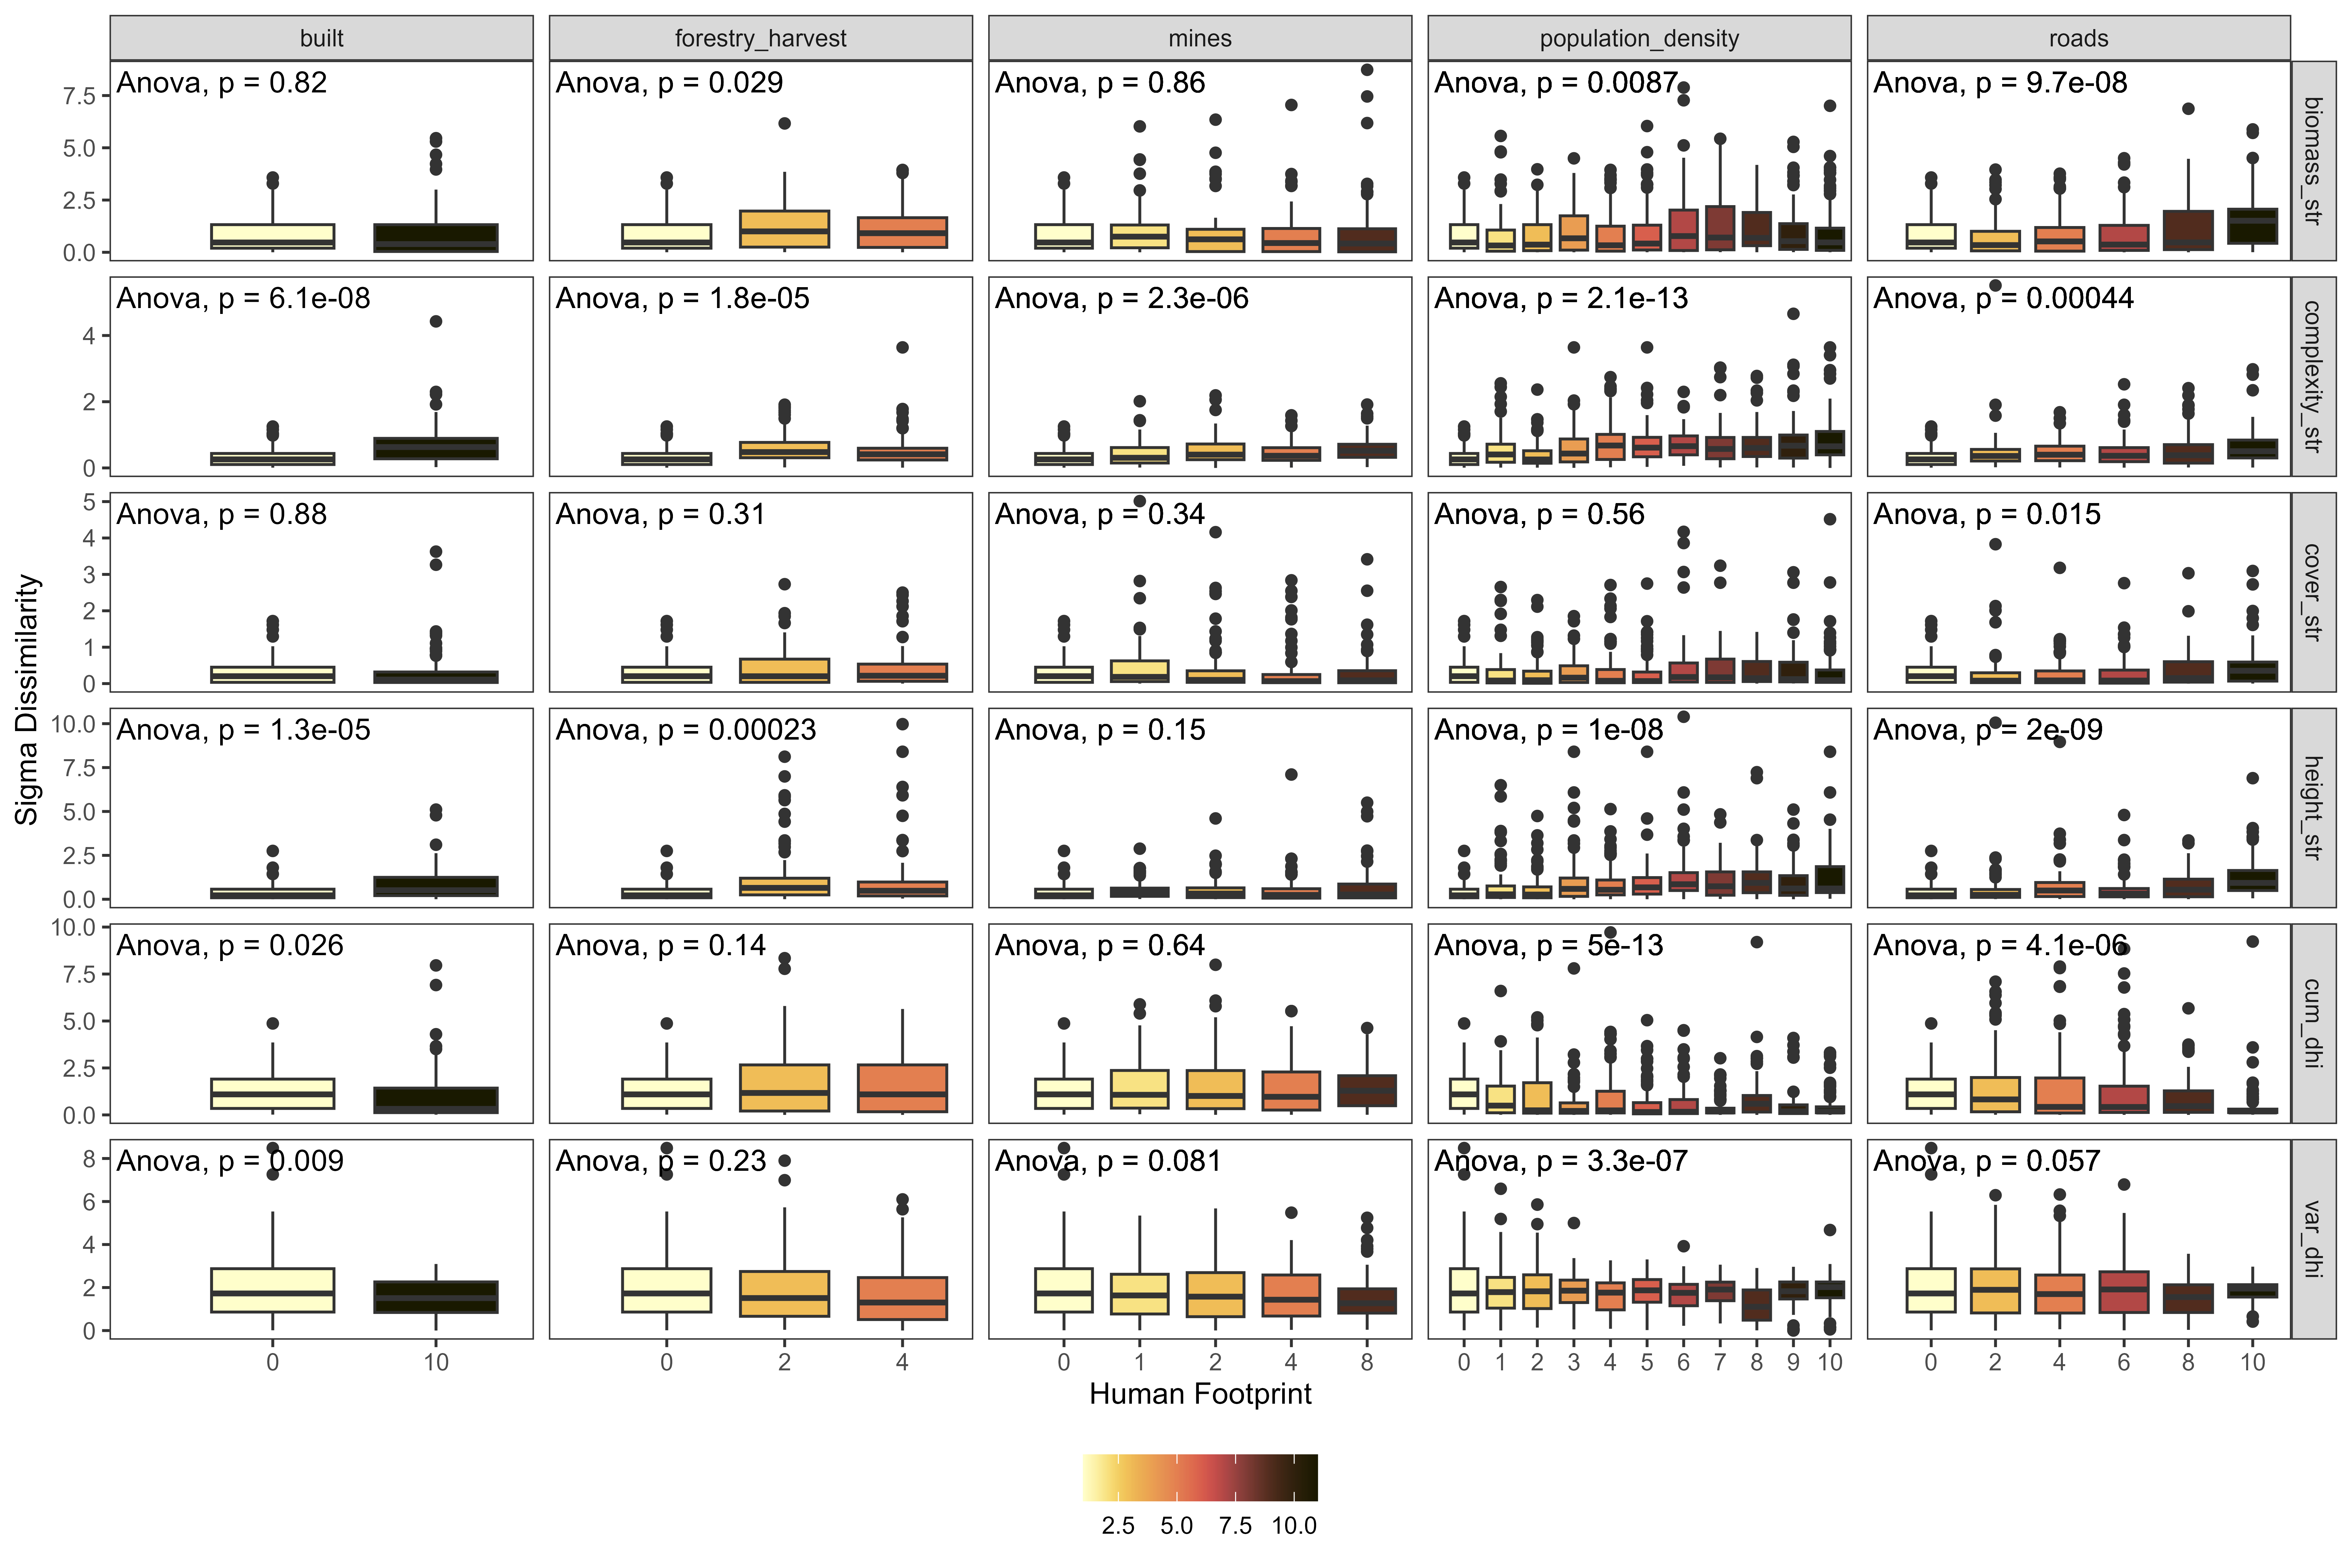 built forestry_harvest mines population_density roads
Anova, p = 0.82 Anova, p = 0.029 Anova, p = 0.86 Anova, p = 0.0087 Anova, p = 9.7e-08
7.5
5.0
2.5
0.0
biomass_str
Anova, p = 6.1e-08 Anova, p = 1.8e-05 Anova, p = 2.3e-06 Anova, p = 2.1e-13 Anova, p = 0.00044
4
2
0
complexity_str
Anova, p = 0.88 Anova, p = 0.31 Anova, p = 0.34 Anova, p = 0.56 Anova, p = 0.015
5
4
3
2
1
0
cover_str
Sigma Dissimilarity
Anova, p = 1.3e-05 Anova, p = 0.00023 Anova, p = 0.15 Anova, p = 1e-08 Anova, p = 2e-09
10.0
7.5
5.0
2.5
0.0
height_str
Anova, p = 0.026 Anova, p = 0.14 Anova, p = 0.64 Anova, p = 5e-13 Anova, p = 4.1e-06
10.0
7.5
5.0
2.5
0.0
cum_dhi
Anova, p = 0.009 Anova, p = 0.23 Anova, p = 0.081 Anova, p = 3.3e-07 Anova, p = 0.057
8
6
4
2
0
var_dhi
0 10 0 2 4 0 1 2 4 8 0 1 2 3 4 5 6 7 8 9 10 0 2 4 6 8 10
Human Footprint
2.5 5.0 7.5 10.0